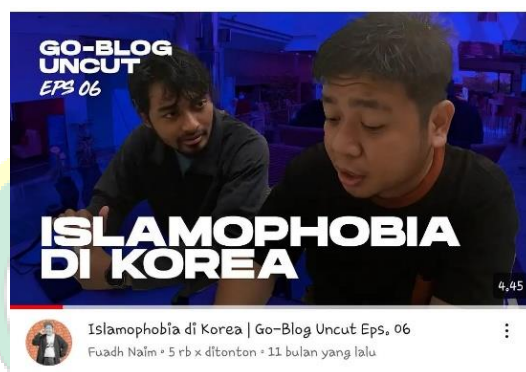 GO-BLOG
UNCUT
EPS 06
ISLAMOPHOBIA
DI KOREA
4.45
Islamophobia di Korea | Go-Blog Uncut Eps. 06
Fuadh Naim • 5 rb x ditonton • 11 bulan yang lalu